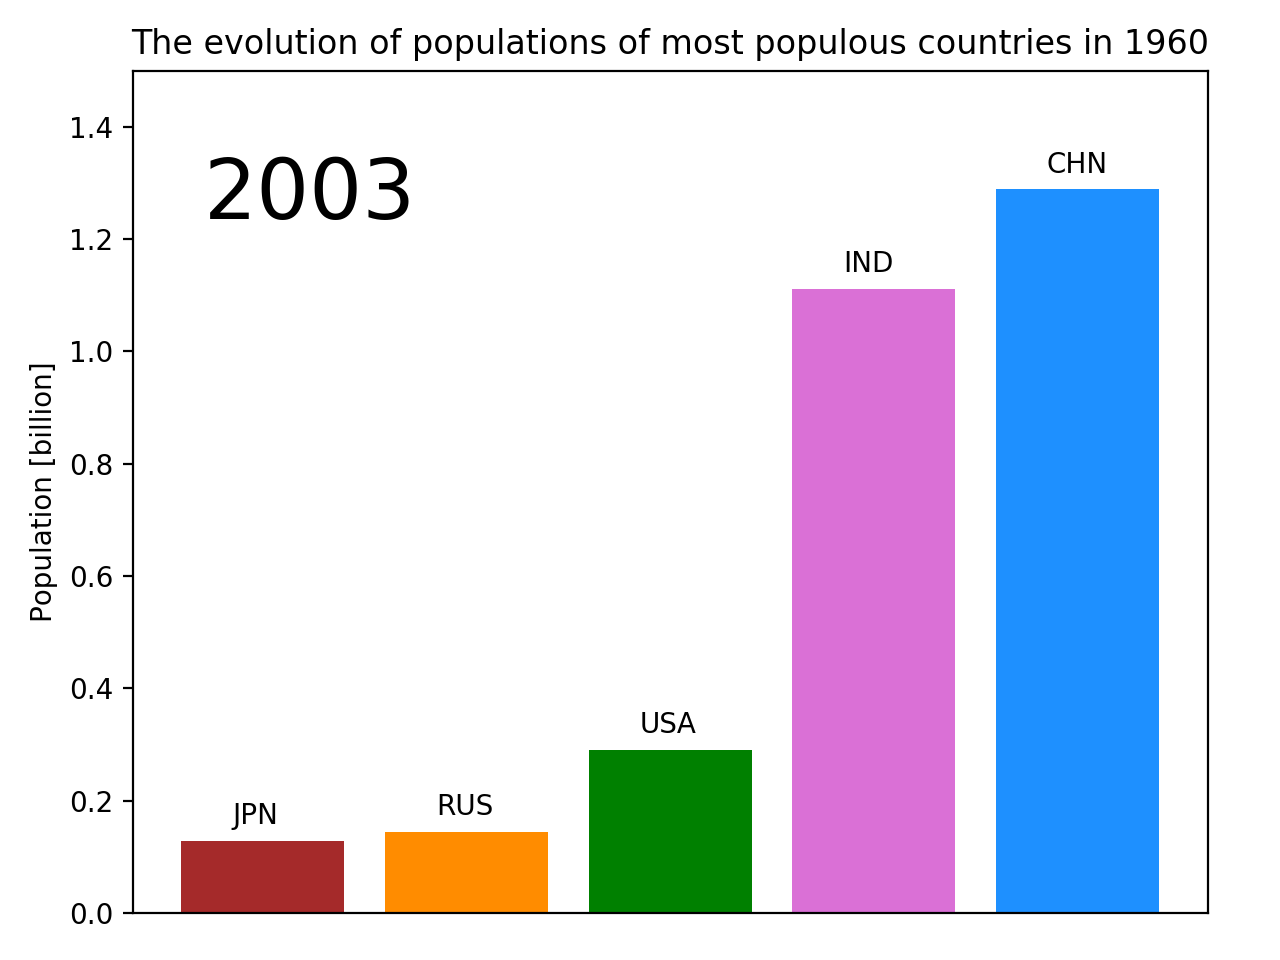 The evolution of populations of most populous countries in 1960
2003
Population [billion]
1.4
1.2
1.0
0.8
0.6
0.4
0.2
0.0
JPN
RUS
USA
IND
CHN